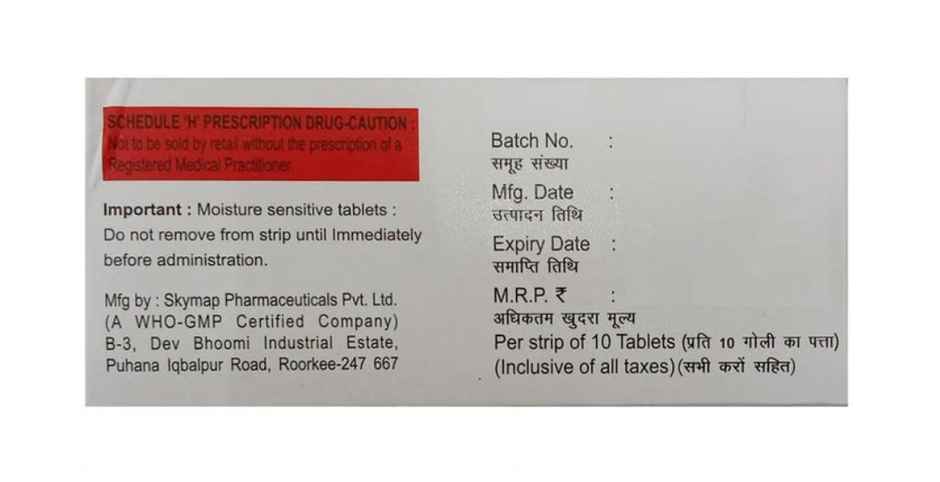 SCHEDULE 'H' PRESCRIPTION DRUG-CAUTION :
Not to be sold by retail without the prescription of a
Registered Medical Practitioner.
Important : Moisture sensitive tablets :
Do not remove from strip until Immediately
before administration.
Mfg by : Skymap Pharmaceuticals Pvt. Ltd.
(A WHO-GMP Certified Company)
B-3, Dev Bhoomi Industrial Estate,
Puhana Iqbalpur Road, Roorkee-247 667
Batch No. :
समूह संख्या
Mfg. Date :
उत्पादन तिथि
Expiry Date :
समाप्ति तिथि
M.R.P. ₹ :
अधिकतम खुदरा मूल्य
Per strip of 10 Tablets (प्रति 10 गोली का पत्ता)
(Inclusive of all taxes) (सभी करों सहित)